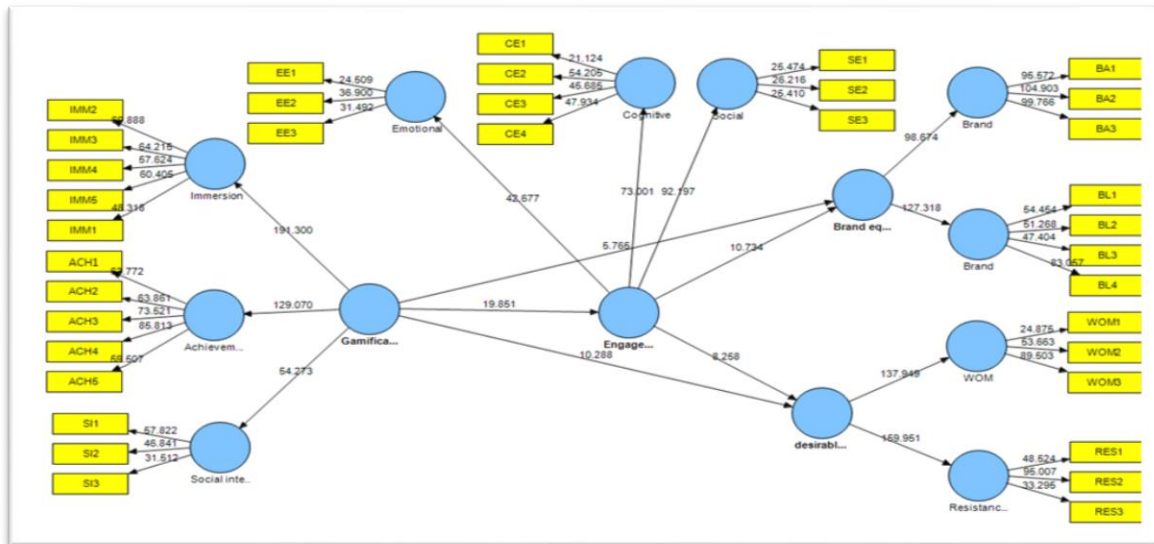 IMM2
IMM3
IMM4
IMM5
IMM1
64.215
57.624
60.405
48.318
Immersion
ACH1
ACH2
ACH3
ACH4
ACH5
63.861
73.521
85.813
59.507
Achievem...
SI1
SI2
SI3
57.822
46.841
31.512
Social inte..
EE1
EE2
EE3
24.509
36.900
31.492
Emotional
CE1
CE2
CE3
CE4
21.124
54.205
45.685
47.934
Cognitive
Social
25.474
26.216
25.410
SE1
SE2
SE3
191.300
129.070
54.273
Gamifica...
42.677
73.001
92.197
5.766
19.851
10.288
Engage...
10.734
8.258
Brand eq...
98.674
127.318
Brand
95.572
104.903
99.766
BA1
BA2
BA3
Brand
54.454
51.268
47.404
83.057
BL1
BL2
BL3
BL4
desirabl...
137.949
159.951
WOM
24.875
53.663
89.503
WOM1
WOM2
WOM3
Resistanc...
48.524
95.007
33.295
RES1
RES2
RES3